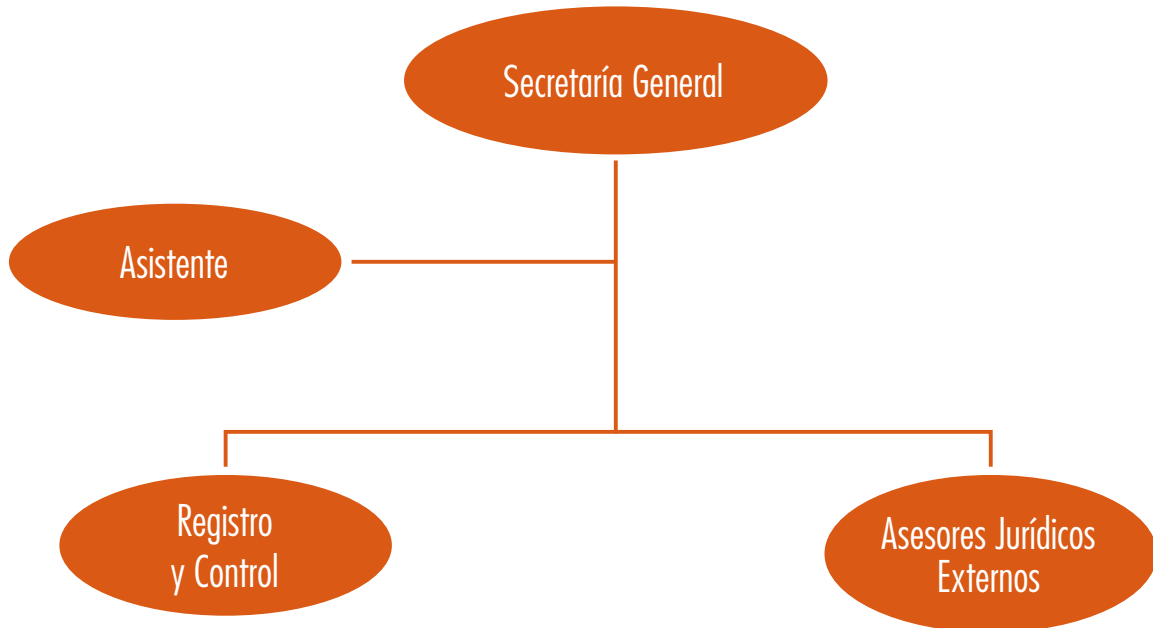 Secretaría General
Asistente
Registro
y Control
Asesores Jurídicos
Externos